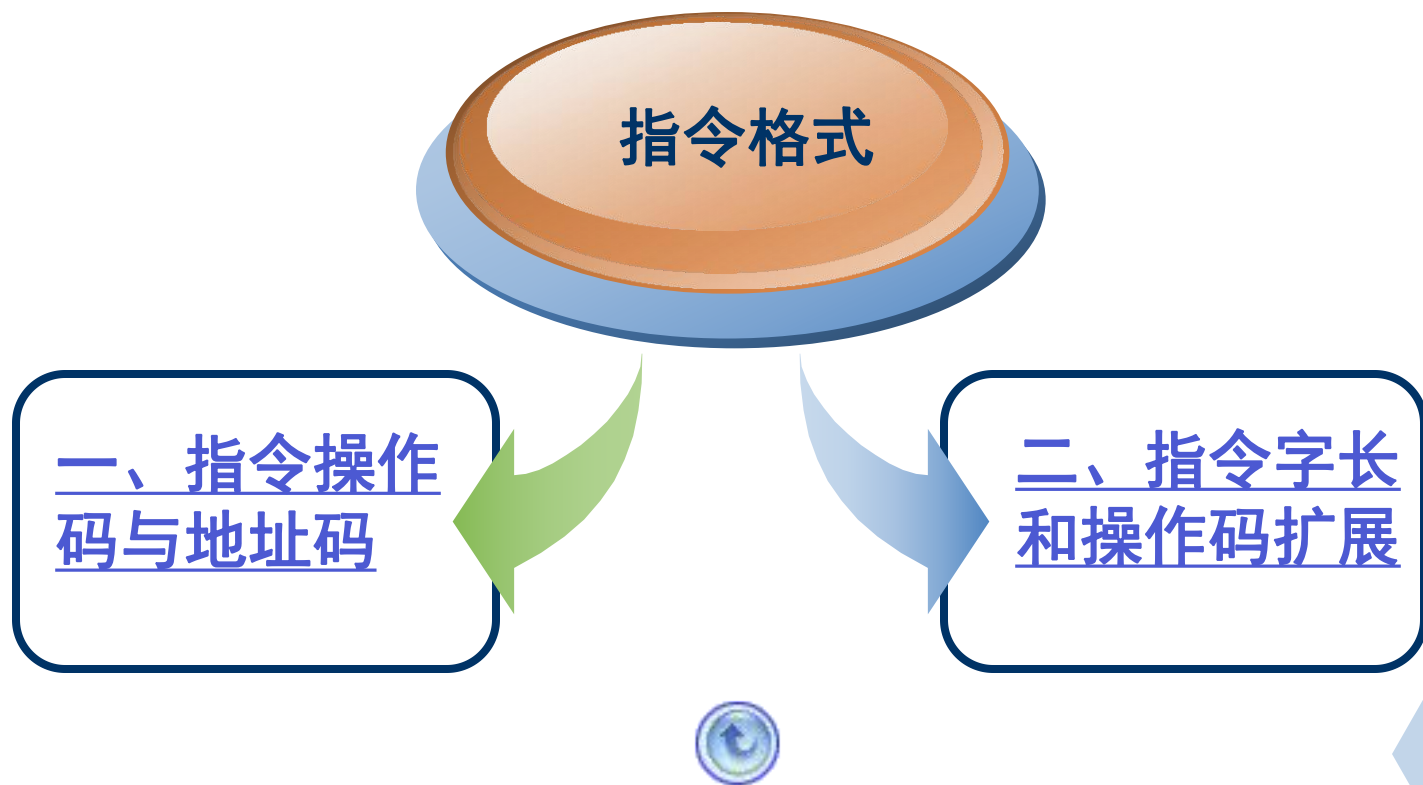 指令格式
一、指令操作
码与地址码
二、指令字长
和操作码扩展